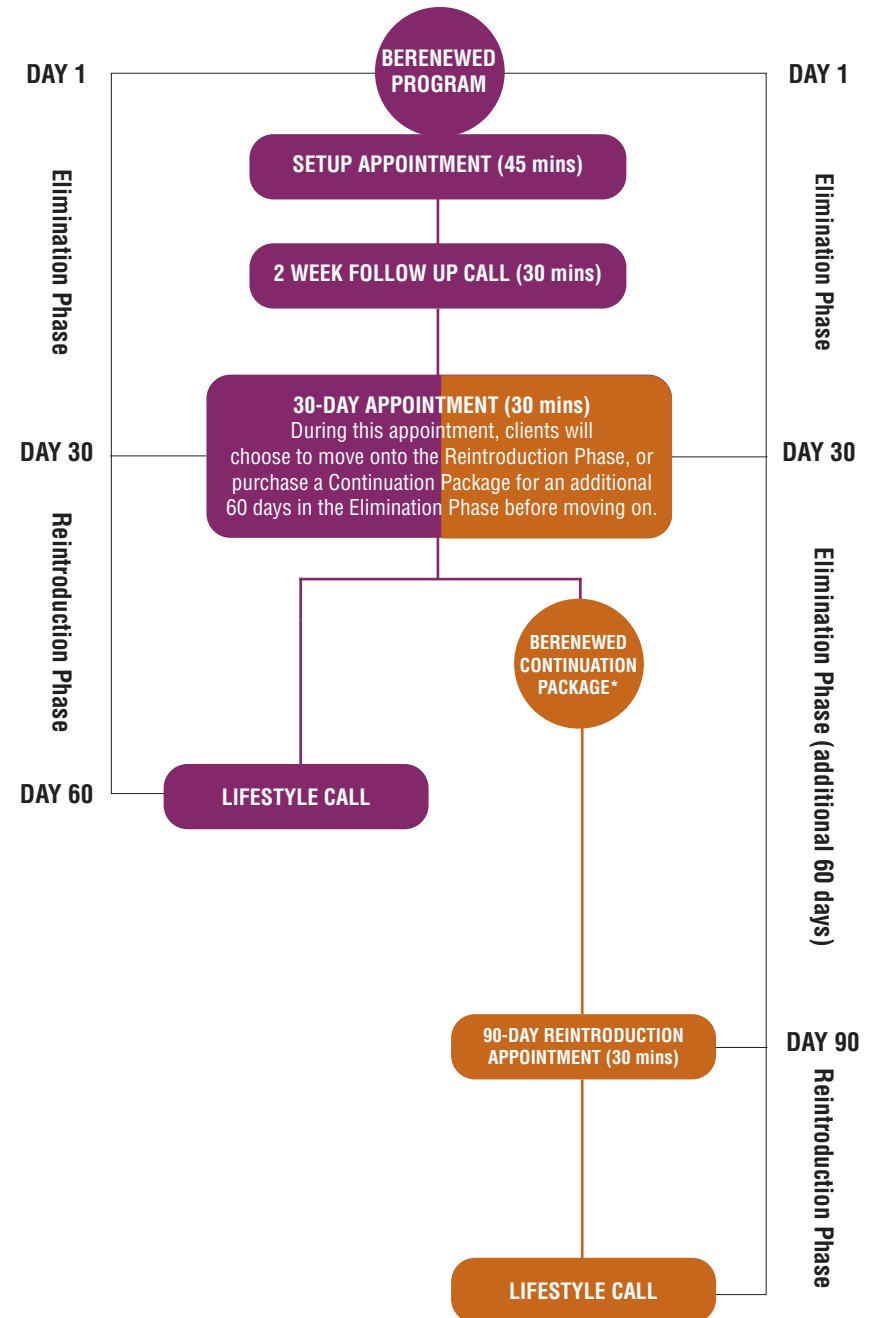 BERENEWED
PROGRAM
DAY 1
DAY 1
SETUP APPOINTMENT (45 mins)
Elimination Phase
Elimination Phase
2 WEEK FOLLOW UP CALL (30 mins)
30-DAY APPOINTMENT (30 mins)
During this appointment, clients will
choose to move onto the Reintroduction Phase, or
purchase a Continuation Package for an additional
60 days in the Elimination Phase before moving on.
DAY 30
DAY 30
Reintroduction Phase
Elimination Phase (additional 60 days)
BERENEWED
CONTINUATION
PACKAGE*
DAY 60
LIFESTYLE CALL
90-DAY REINTRODUCTION
APPOINTMENT (30 mins)
DAY 90
Reintroduction Phase
LIFESTYLE CALL